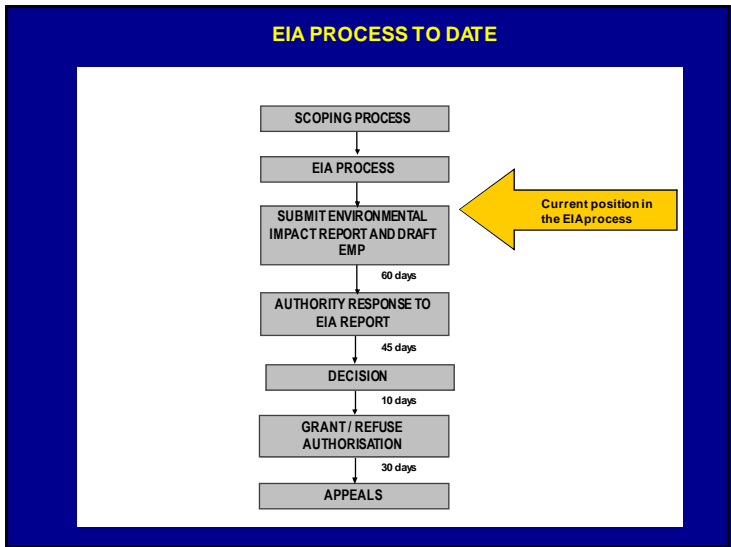 EIA PROCESS TO DATE
SCOPING PROCESS
EIA PROCESS
Current position in
the EIAprocess
SUBMIT ENVIRONMENTAL
IMPACT REPORT AND DRAFT
EMP
60 days
AUTHORITY RESPONSE TO
EIA REPORT
45 days
DECISION
10 days
GRANT / REFUSE
AUTHORISATION
30 days
APPEALS